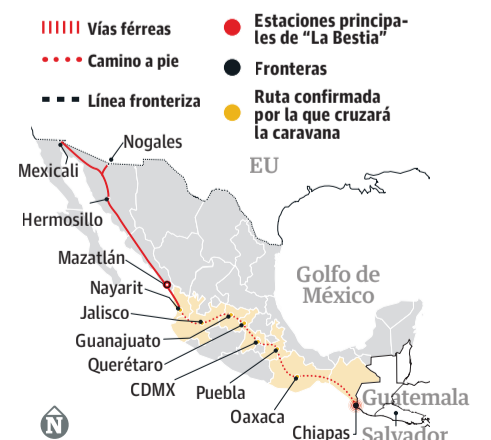 Vías férreas
Camino a pie
Línea fronteriza
Estaciones principa-
les de “La Bestia”
Fronteras
Ruta confirmada
por la que cruzará
la caravana
Nogales
EU
Mexicali
Hermosillo
Mazatlán
Golfo de
México
Nayarit
Jalisco
Guanajuato
Querétaro
CDMX
Puebla
Oaxaca
Guatemala
Chiapas
Salvador
N